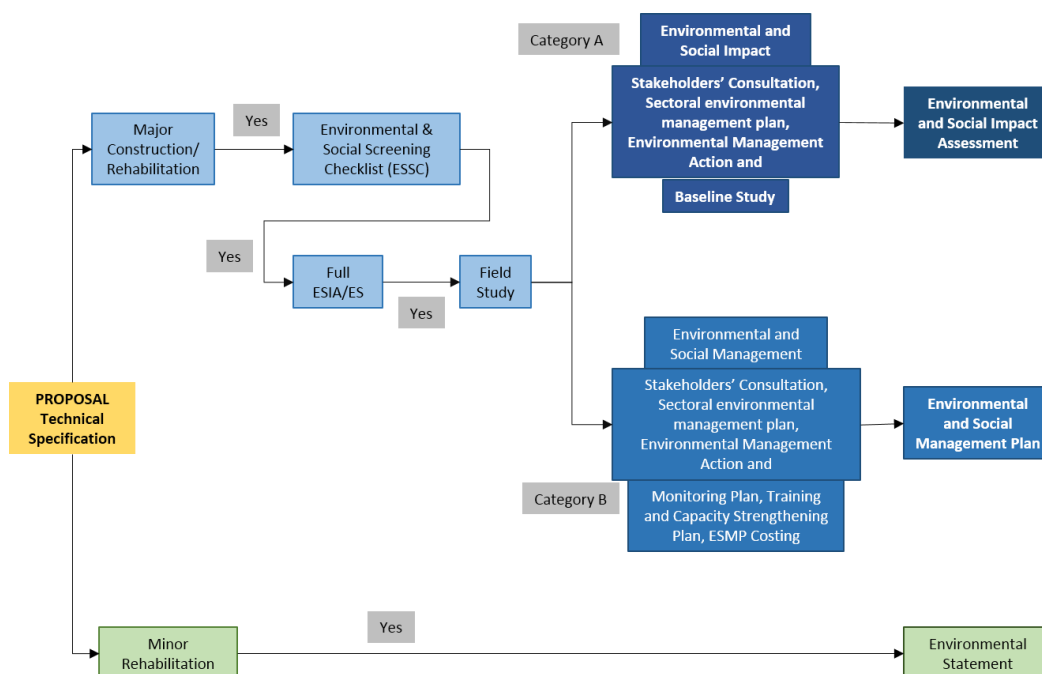 Category A
Environmental and
Social Impact
Stakeholders’ Consultation,
Sectoral environmental
management plan,
Environmental Management
Action and
Baseline Study
Environmental
and Social Impact
Assessment
Major
Construction/
Rehabilitation
Yes
Environmental &
Social Screening
Checklist (ESSC)
Yes
Full
ESIA/ES
Yes
Field
Study
Environmental and
Social Management
Stakeholders’ Consultation,
Sectoral environmental
management plan,
Environmental Management
Action and
Category B
Monitoring Plan, Training
and Capacity Strengthening
Plan, ESMP Costing
Environmental
and Social
Management Plan
PROPOSAL
Technical
Specification
Minor
Rehabilitation
Yes
Environmental
Statement